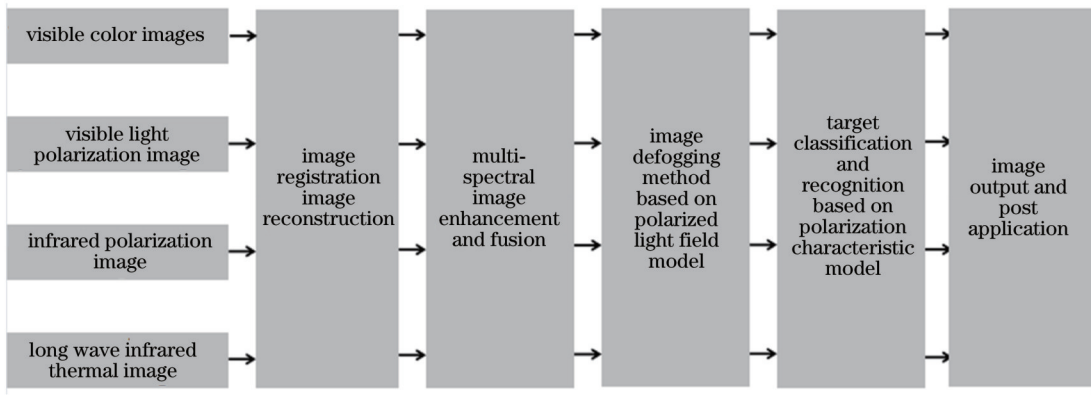 visible color images
visible light
polarization image
infrared polarization
image
long wave infrared
thermal image
image
registration
image
reconstruction
multi-
spectral
image
enhancement
and fusion
image
defogging
method
based on
polarized
light field
model
target
classification
and
recognition
based on
polarization
characteristic
model
image
output and
post
application